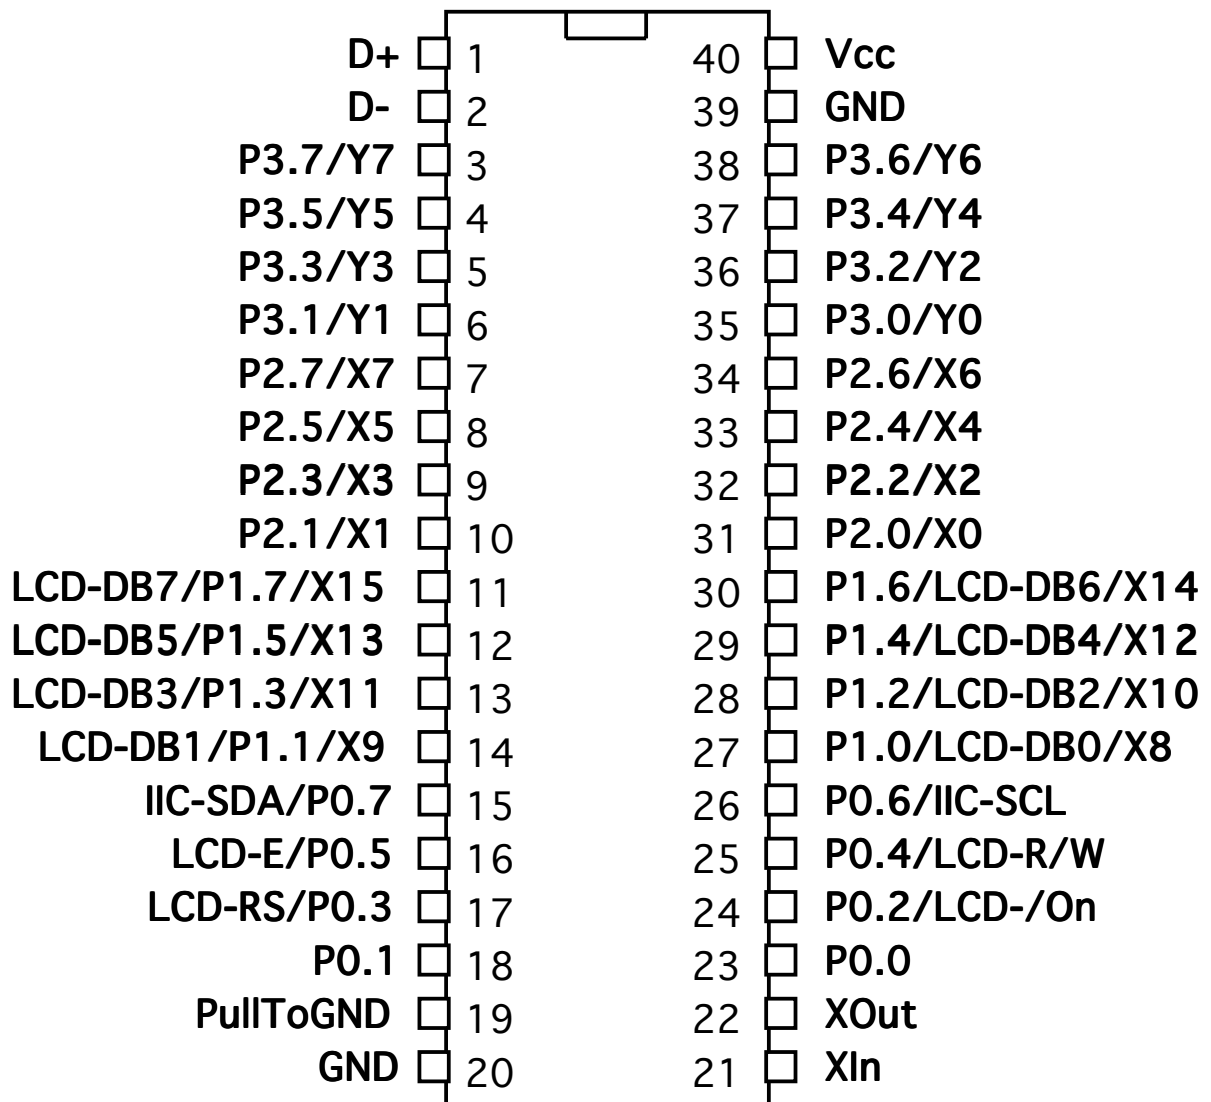 D+ 1 40 Vcc
D- 2 39 GND
P3.7/Y7 3 38 P3.6/Y6
P3.5/Y5 4 37 P3.4/Y4
P3.3/Y3 5 36 P3.2/Y2
P3.1/Y1 6 35 P3.0/Y0
P2.7/X7 7 34 P2.6/X6
P2.5/X5 8 33 P2.4/X4
P2.3/X3 9 32 P2.2/X2
P2.1/X1 10 31 P2.0/X0
LCD-DB7/P1.7/X15 11 30 P1.6/LCD-DB6/X14
LCD-DB5/P1.5/X13 12 29 P1.4/LCD-DB4/X12
LCD-DB3/P1.3/X11 13 28 P1.2/LCD-DB2/X10
LCD-DB1/P1.1/X9 14 27 P1.0/LCD-DB0/X8
IIC-SDA/P0.7 15 26 P0.6/IIC-SCL
LCD-E/P0.5 16 25 P0.4/LCD-R/W
LCD-RS/P0.3 17 24 P0.2/LCD-/On
P0.1 18 23 P0.0
PullToGND 19 22 XOut
GND 20 21 XIn